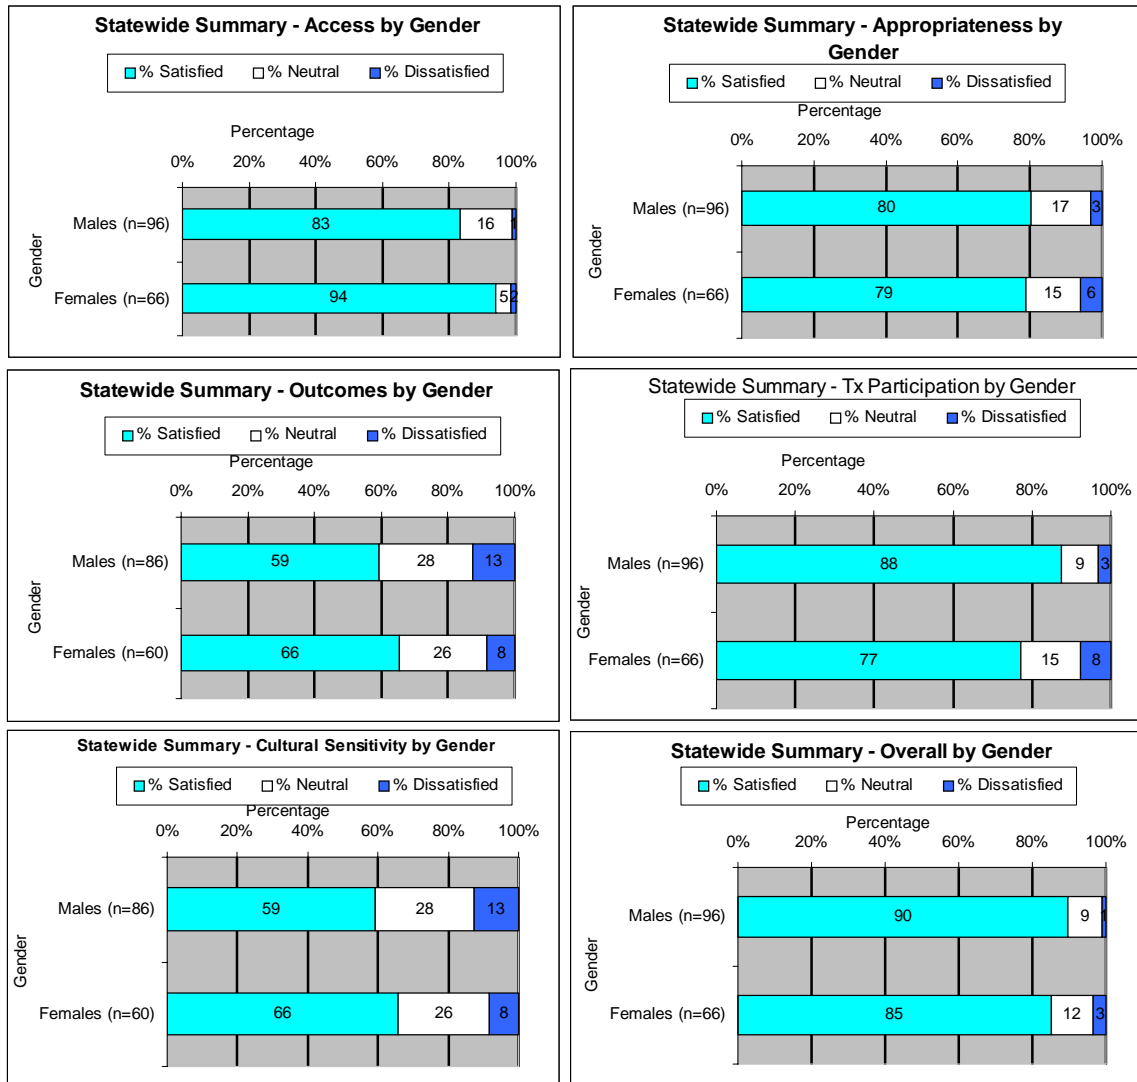 Statewide Summary - Access by Gender
% Satisfied % Neutral % Dissatisfied
Percentage
0% 20% 40% 60% 80% 100%
Gender
Males (n=96) 83 16 1
Females (n=66) 94 5 2
Statewide Summary - Appropriateness by
Gender
% Satisfied % Neutral % Dissatisfied
Percentage
0% 20% 40% 60% 80% 100%
Gender
Males (n=96) 80 17 3
Females (n=66) 79 15 6
Statewide Summary - Outcomes by Gender
% Satisfied % Neutral % Dissatisfied
Percentage
0% 20% 40% 60% 80% 100%
Gender
Males (n=86) 59 28 13
Females (n=60) 66 26 8
Statewide Summary - Tx Participation by Gender
% Satisfied % Neutral % Dissatisfied
Percentage
0% 20% 40% 60% 80% 100%
Gender
Males (n=96) 88 9 3
Females (n=66) 77 15 8
Statewide Summary - Cultural Sensitivity by Gender
% Satisfied % Neutral % Dissatisfied
Percentage
0% 20% 40% 60% 80% 100%
Gender
Males (n=86) 59 28 13
Females (n=60) 66 26 8
Statewide Summary - Overall by Gender
% Satisfied % Neutral % Dissatisfied
Percentage
0% 20% 40% 60% 80% 100%
Gender
Males (n=96) 90 9 1
Females (n=66) 85 12 3